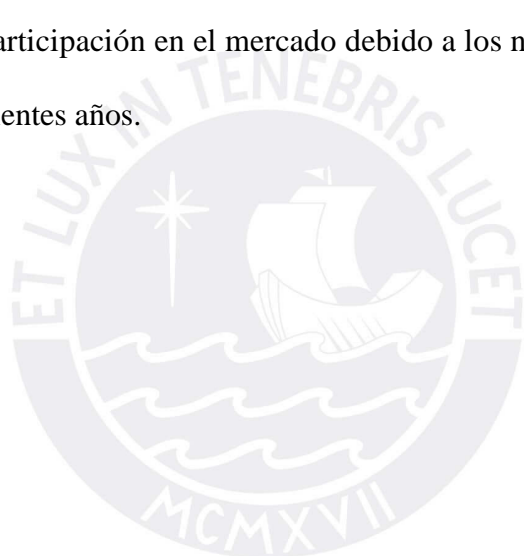 articipación en el mercado debido a los n
entes años.
ET LUX IN TENEBRIS LUCET
MCMXVII